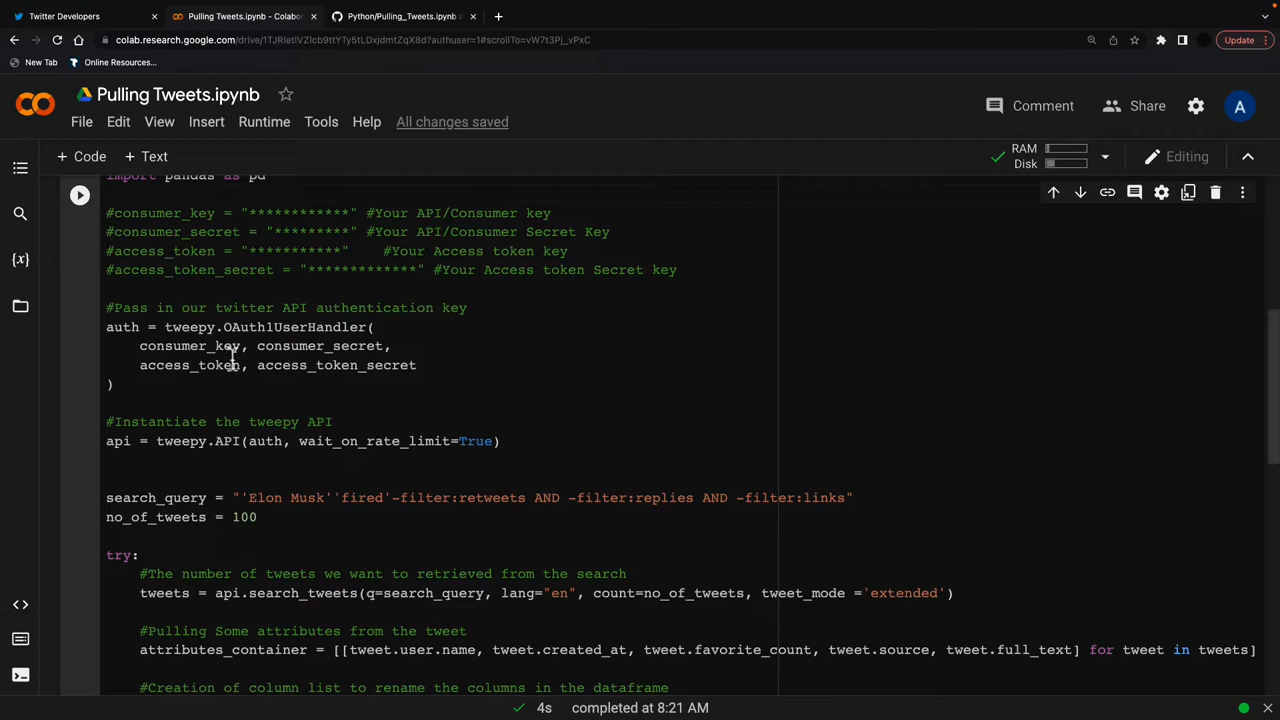 Twitter Developers
Pulling Tweets.ipynb - Colabo
Python/Pulling_Tweets.ipynb a
colab.research.google.com/drive/1TJRIetIVZIcb9ttYTy5tLDxjdmtZqX8d?authuser=1#scrollTo=vW7t3Pj_vPxC
Update
New Tab
Online Resources...
Pulling Tweets.ipynb
Comment
Share
A
File Edit View Insert Runtime Tools Help All changes saved
+ Code + Text
RAM
Disk
Editing
import pandas as pd
#consumer_key = "************" #Your API/Consumer key
#consumer_secret = "*********" #Your API/Consumer Secret Key
#access_token = "***********"    #Your Access token key
#access_token_secret = "*************" #Your Access token Secret key
#Pass in our twitter API authentication key
auth = tweepy.OAuth1UserHandler(
consumer_key, consumer_secret,
access_token, access_token_secret
)
#Instantiate the tweepy API
api = tweepy.API(auth, wait_on_rate_limit=True)
search_query = "'Elon Musk''fired'-filter:retweets AND -filter:replies AND -filter:links"
no_of_tweets = 100
try:
#The number of tweets we want to retrieved from the search
tweets = api.search_tweets(q=search_query, lang="en", count=no_of_tweets, tweet_mode ='extended')
#Pulling Some attributes from the tweet
attributes_container = [[tweet.user.name, tweet.created_at, tweet.favorite_count, tweet.source, tweet.full_text] for tweet in tweets]
#Creation of column list to rename the columns in the dataframe
4s completed at 8:21 AM